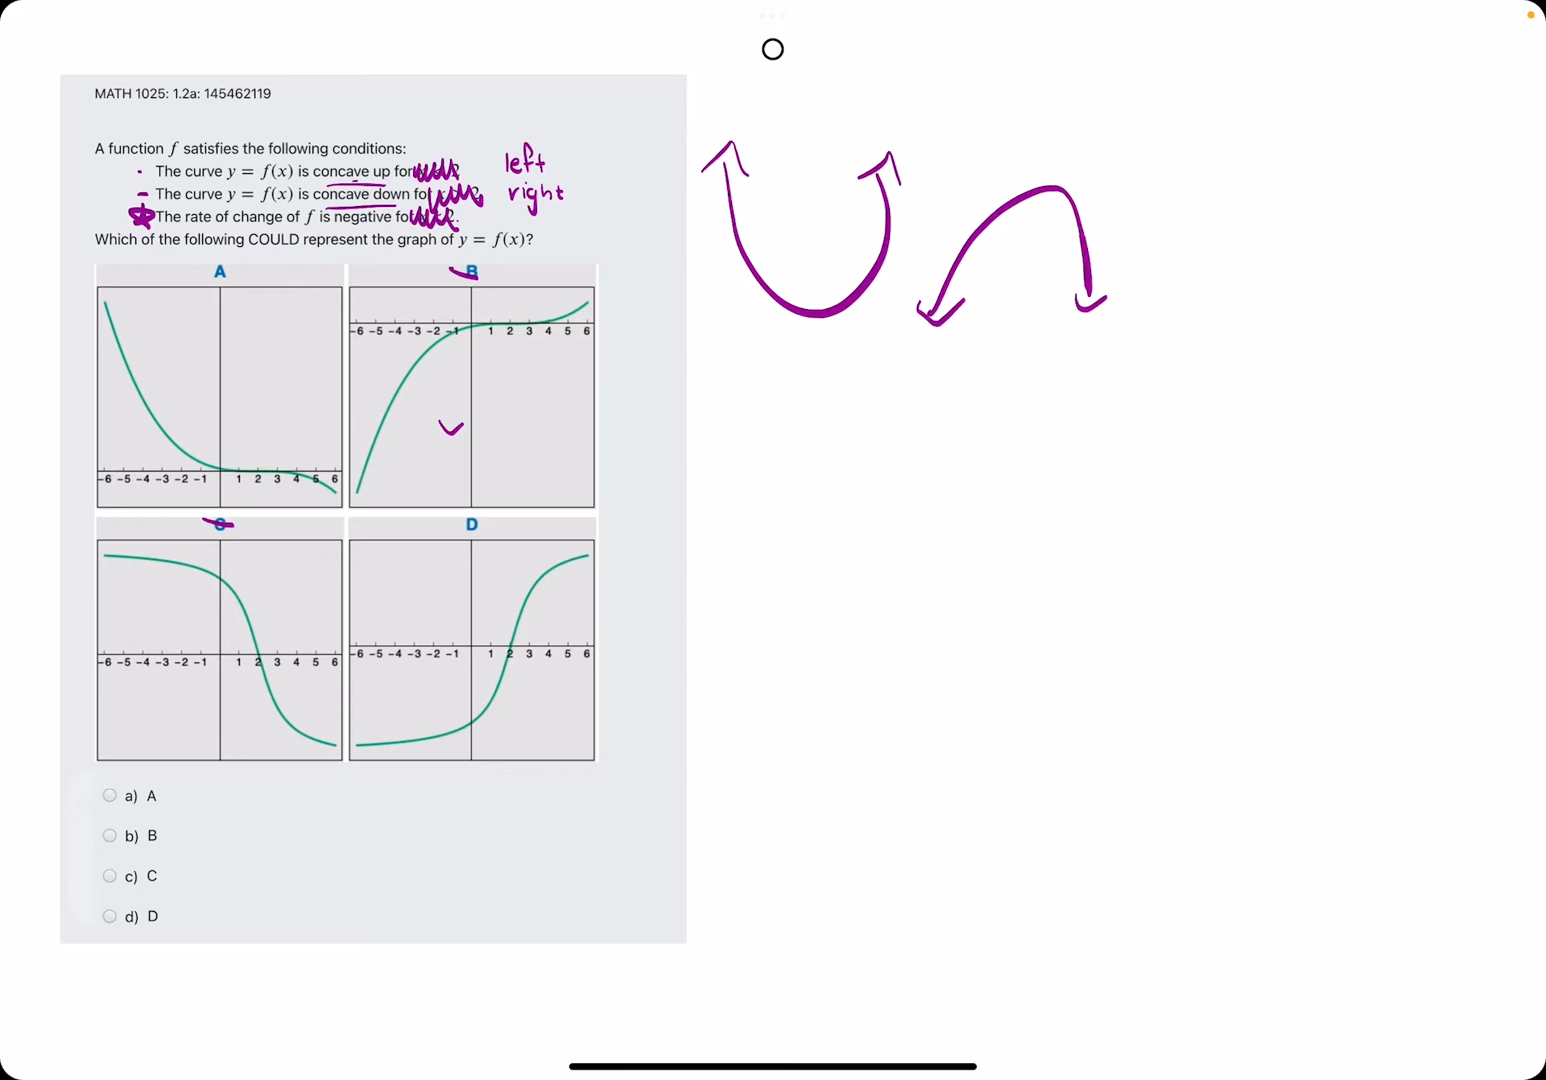 MATH 1025: 1.2a: 145462119
A function f satisfies the following conditions:
The curve y = f(x) is concave up for left
The curve y = f(x) is concave down for right
The rate of change of f is negative for
Which of the following COULD represent the graph of y = f(x)?
A B
-6 -5 -4 -3 -2 -1 1 2 3 4 5 6
-6 -5 -4 -3 -2 -1 1 2 3 4 5 6
C D
-6 -5 -4 -3 -2 -1 1 2 3 4 5 6
-6 -5 -4 -3 -2 -1 1 2 3 4 5 6
a) A
b) B
c) C
d) D